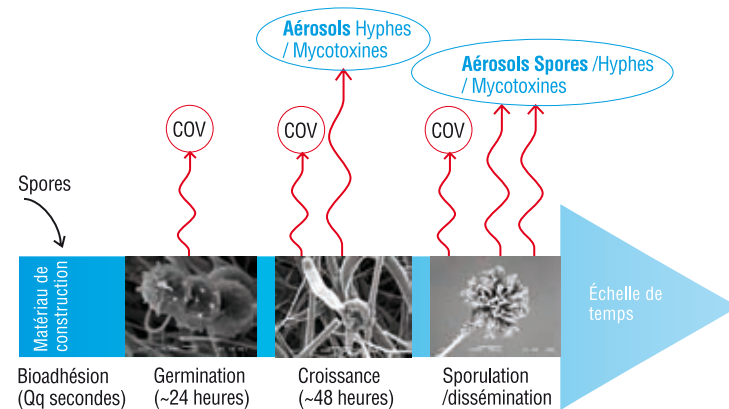 Aérosols Hyphes
/ Mycotoxines
Aérosols Spores /Hyphes
/ Mycotoxines
COV
COV
COV
Spores
Matériau de
construction
Échelle de
temps
Bioadhésion
(Qq secondes)
Germination
(~24 heures)
Croissance
(~48 heures)
Sporulation
/dissémination